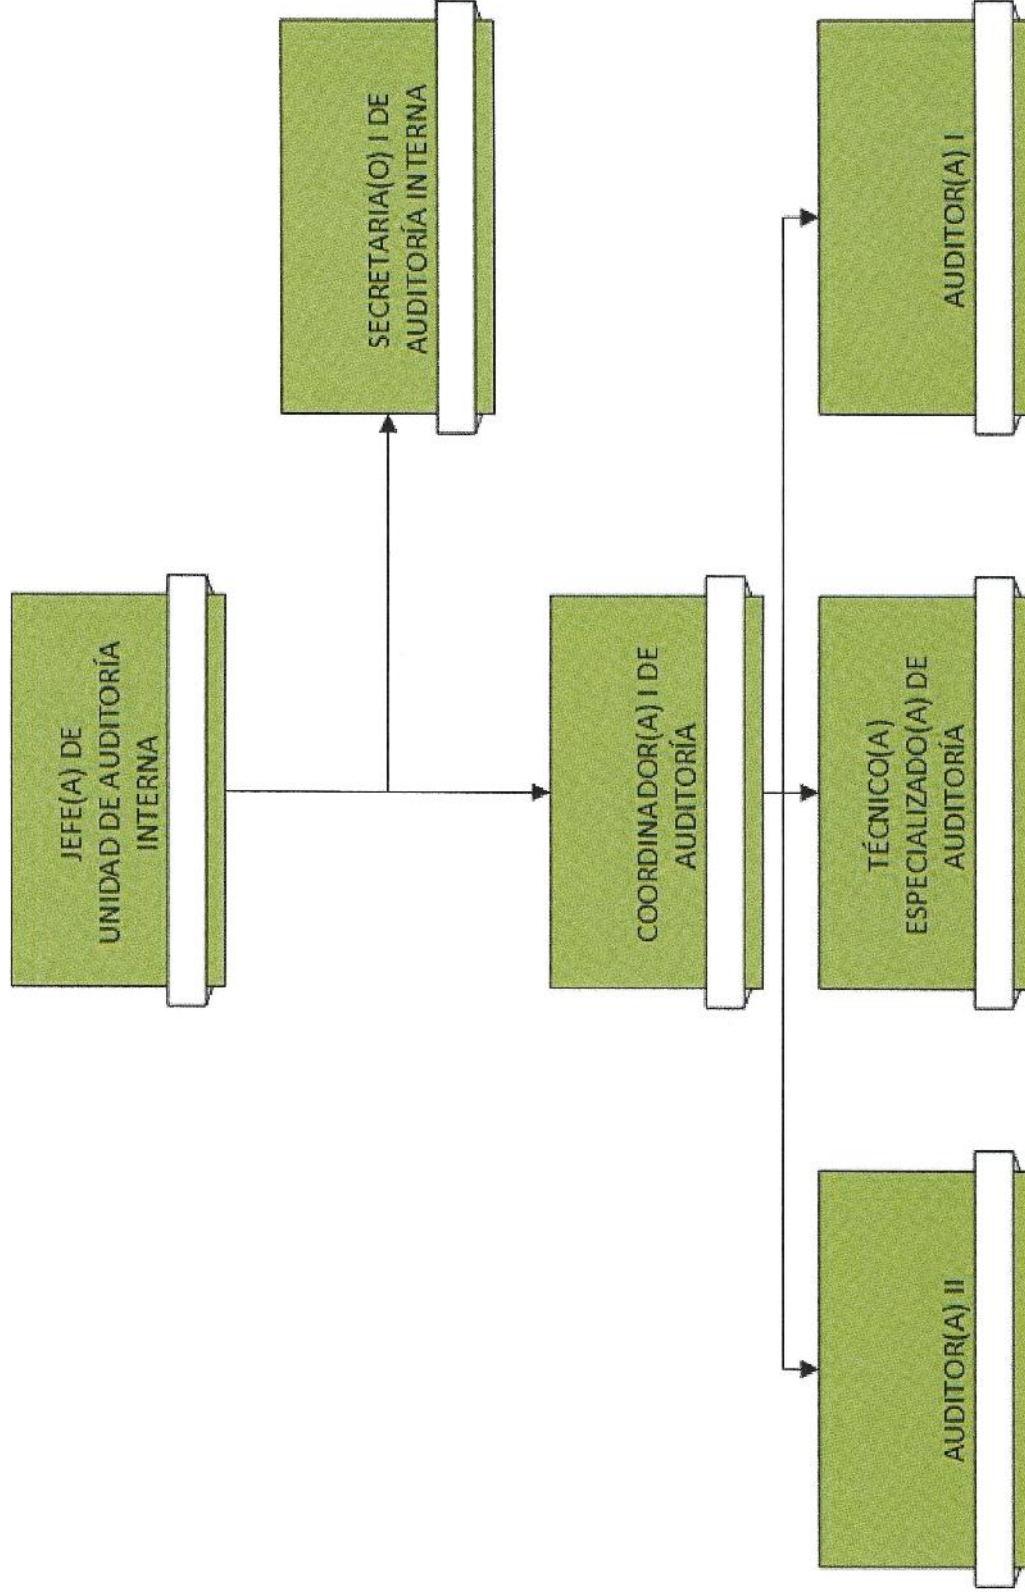 JEFE(A) DE
UNIDAD DE AUDITORÍA
INTERNA
SECRETARIA(O) I DE
AUDITORÍA INTERNA
COORDINADOR(A) I DE
AUDITORÍA
AUDITOR(A) II
TÉCNICO(A)
ESPECIALIZADO(A) DE
AUDITORÍA
AUDITOR(A) I